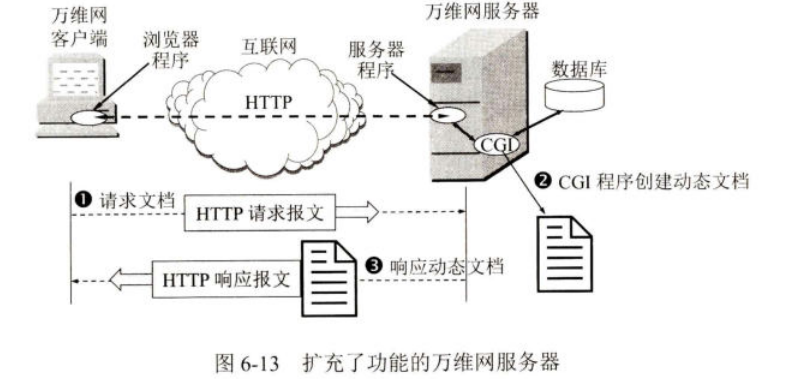 万维网
客户端
浏览器
程序
互联网
服务器
程序
万维网服务器
数据库
HTTP
CGI
❶ 请求文档
HTTP 请求报文
❷ CGI 程序创建动态文档
HTTP 响应报文
❸ 响应动态文档
图 6-13 扩充了功能的万维网服务器